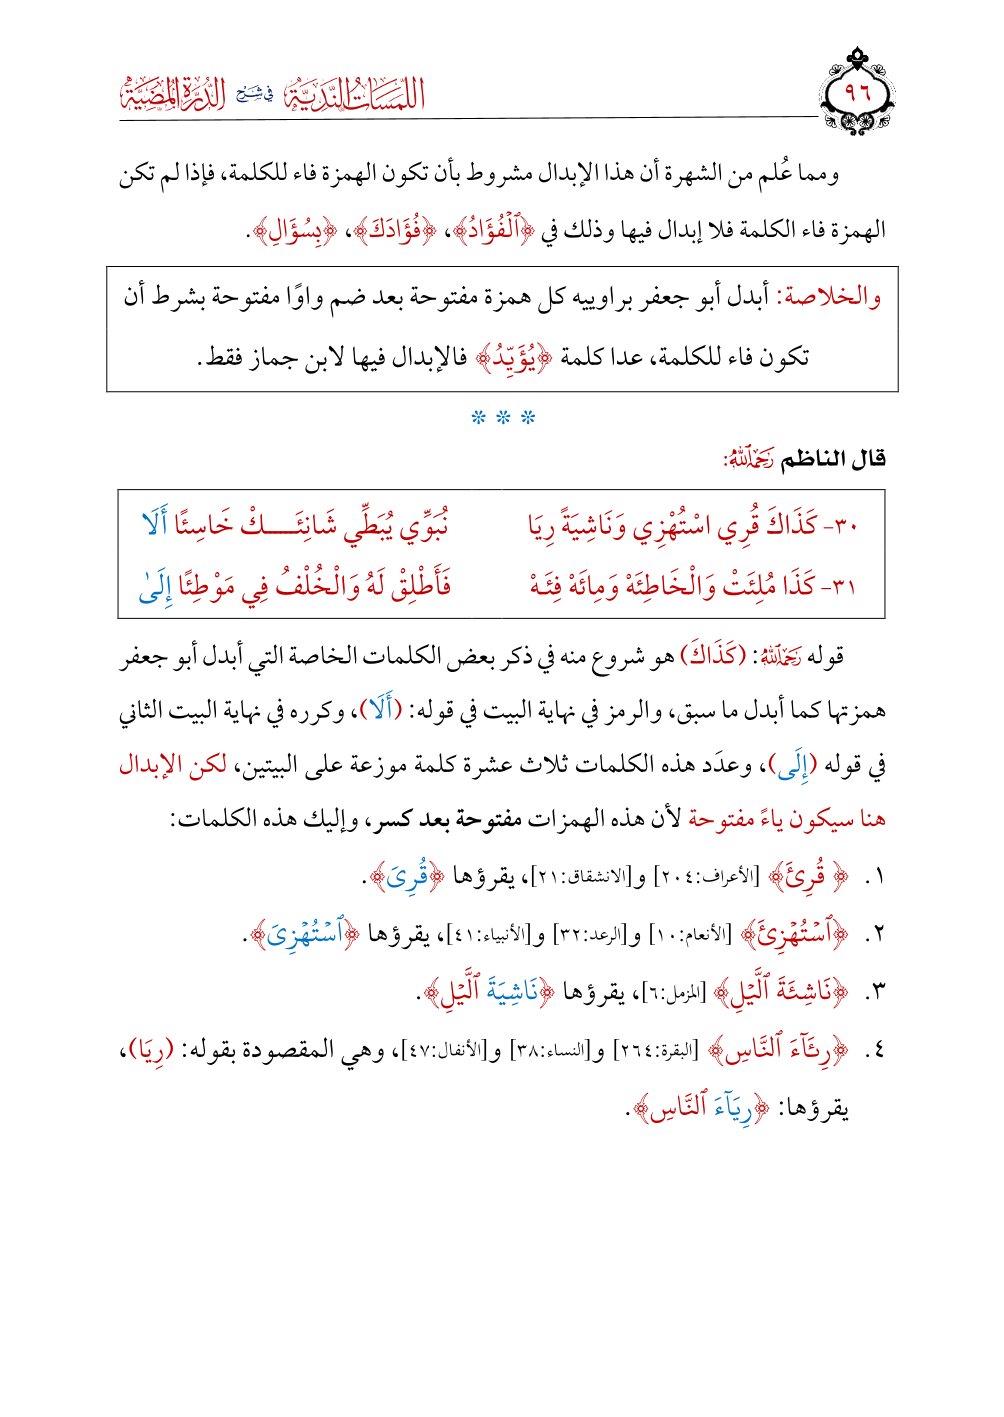 اللمسات الندية في شرح الدرة المضية
٩٦
ومما عُلم من الشهرة أن هذا الإبدال مشروط بأن تكون الهمزة فاء للكلمة، فإذا لم تكن
الهمزة فاء الكلمة فلا إبدال فيها وذلك في ﴿ٱلْفُؤَادُ﴾، ﴿فُؤَادَكَ﴾، ﴿بِسُؤَالِ﴾.
والخلاصة: أبدل أبو جعفر براوييه كل همزة مفتوحة بعد ضم واوًا مفتوحة بشرط أن
تكون فاء للكلمة، عدا كلمة ﴿يُؤَيِّدُ﴾ فالإبدال فيها لابن جماز فقط.
* * *
قال الناظم رَحِمَهُ ٱللَّهُ:
٣٠- كَذَاكَ قُرِي اسْتُهْزِي وَنَاشِيَةً رِيَا نُبَوِّي يُبَطِّي شَانِئَـــكْ خَاسِئًا أَلَا
٣١- كَذَا مُلِئَتْ وَالْخَاطِئَهْ وَمِائَهْ فِئَهْ فَأَطْلِقْ لَهُ وَالْخُلْفُ فِي مَوْطِئًا إِلَىٰ
قوله رَحِمَهُ ٱللَّهُ: (كَذَاكَ) هو شروع منه في ذكر بعض الكلمات الخاصة التي أبدل أبو جعفر
همزتها كما أبدل ما سبق، والرمز في نهاية البيت في قوله: (أَلَا)، وكرره في نهاية البيت الثاني
في قوله (إِلَى)، وعدَد هذه الكلمات ثلاث عشرة كلمة موزعة على البيتين، لكن الإبدال
هنا سيكون ياءً مفتوحة لأن هذه الهمزات مفتوحة بعد كسر، وإليك هذه الكلمات:
١. ﴿ قُرِئَ﴾ [الأعراف:٢٠٤] و[الانشقاق:٢١]، يقرؤها ﴿قُرِىَ﴾.
٢. ﴿ٱسْتُهْزِئَ﴾ [الأنعام:١٠] و[الرعد:٣٢] و[الأنبياء:٤١]، يقرؤها ﴿ٱسْتُهْزِىَ﴾.
٣. ﴿نَاشِئَةَ ٱلَّيْلِ﴾ [المزمل:٦]، يقرؤها ﴿نَاشِيَةَ ٱلَّيْلِ﴾.
٤. ﴿رِئَآءَ ٱلنَّاسِ﴾ [البقرة:٢٦٤] و[النساء:٣٨] و[الأنفال:٤٧]، وهي المقصودة بقوله: (رِيَا)،
يقرؤها: ﴿رِيَآءَ ٱلنَّاسِ﴾.